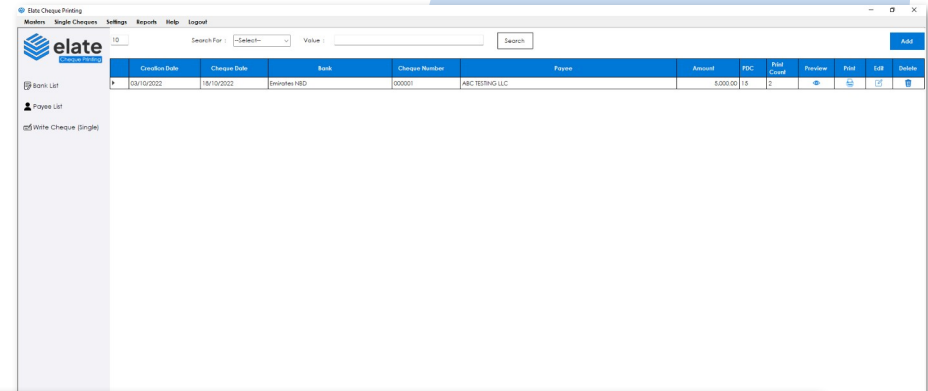 Elate Cheque Printing
Masters Single Cheques Settings Reports Help Logout
elate
Cheque Printing
10 Search For : --Select-- Value : Search Add
Creation Date Cheque Date Bank Cheque Number Payee Amount PDC Print Count Preview Print Edit Delete
03/10/2022 18/10/2022 Emirates NBD 000001 ABC TESTING LLC 5,000.00 15 2
Bank List
Payee List
Write Cheque (Single)